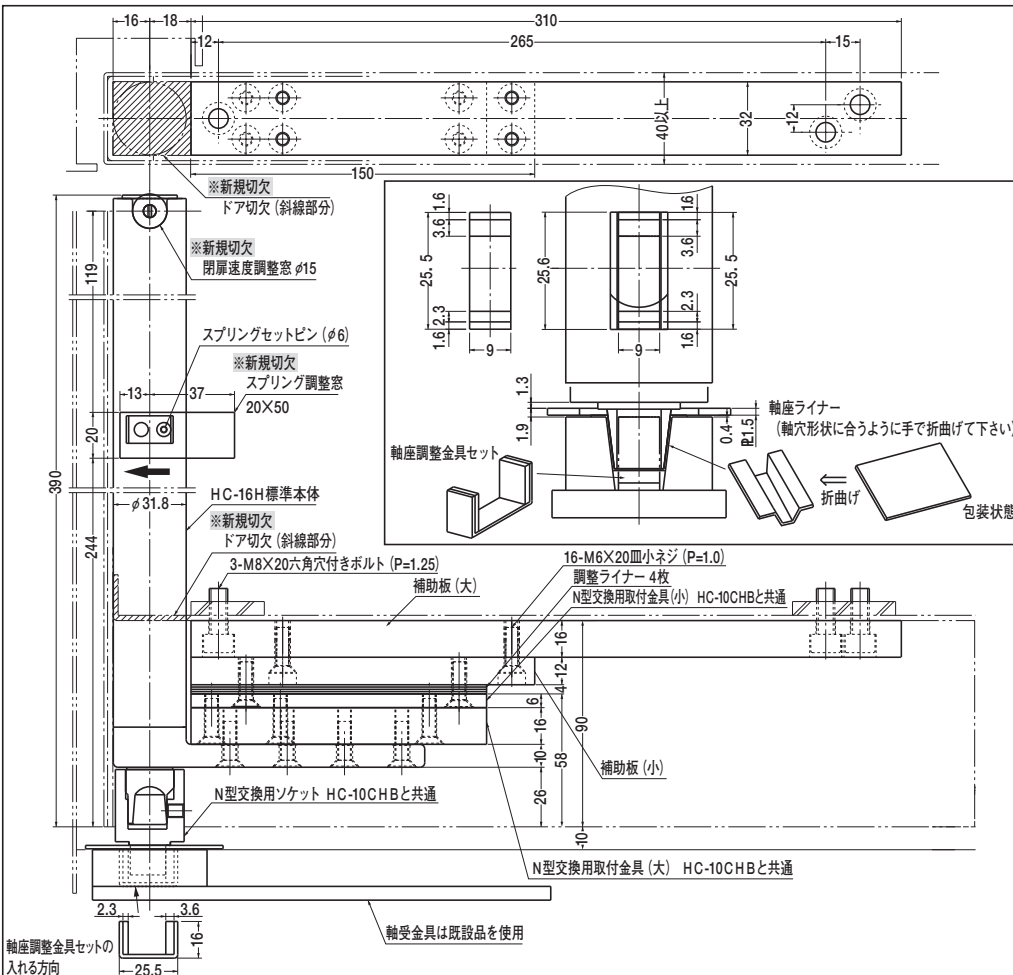 16
18
310
12
265
15
40以上
32
12
150
※新規切欠
ドア切欠 (斜線部分)
※新規切欠
閉扉速度調整窓 φ15
119
スプリングセットピン (φ6)
※新規切欠
スプリング調整窓
20×50
13
37
20
390
φ31.8
HC-16H標準本体
※新規切欠
ドア切欠 (斜線部分)
244
1.6
3.6
25.5
2.3
1.6
9
25.6
1.6
3.6
25.5
2.3
1.6
9
1.3
1.9
0.4
1.5
軸座ライナー
(軸穴形状に合うように手で折曲げて下さい)
軸座調整金具セット
折曲げ
包装状態
3-M8×20六角穴付きボルト (P=1.25)
補助板 (大)
16-M6×20皿小ネジ (P=1.0)
調整ライナー 4枚
N型交換用取付金具(小) HC-10CHBと共通
16
12
4
6
16
10
58
90
26
10
補助板 (小)
N型交換用ソケット HC-10CHBと共通
N型交換用取付金具 (大) HC-10CHBと共通
軸受金具は既設品を使用
2.3
3.6
16
25.5
軸座調整金具セットの
入れる方向